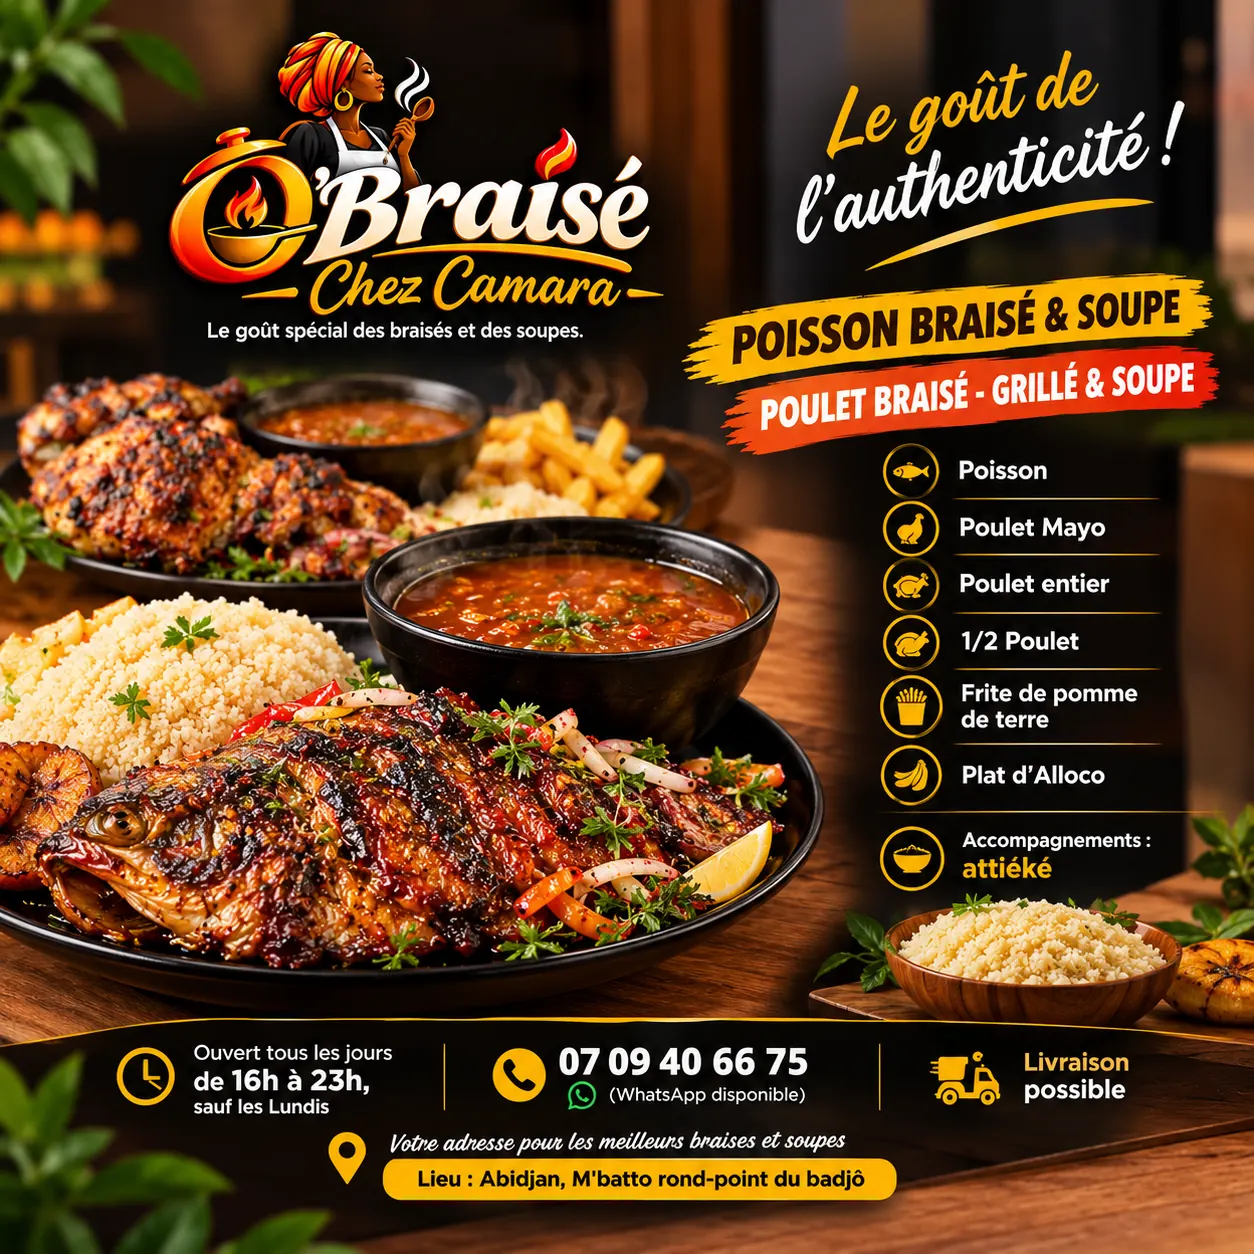 O'Braisé
Chez Camara
Le goût spécial des braisés et des soupes.
Le goût de
l'authenticité !
POISSON BRAISÉ & SOUPE
POULET BRAISÉ - GRILLÉ & SOUPE
Poisson
Poulet Mayo
Poulet entier
1/2 Poulet
Frite de pomme
de terre
Plat d'Alloco
Accompagnements :
attiéké
Ouvert tous les jours
de 16h à 23h,
sauf les Lundis
07 09 40 66 75
(WhatsApp disponible)
Livraison
possible
Votre adresse pour les meilleurs braises et soupes
Lieu : Abidjan, M'batto rond-point du badjô